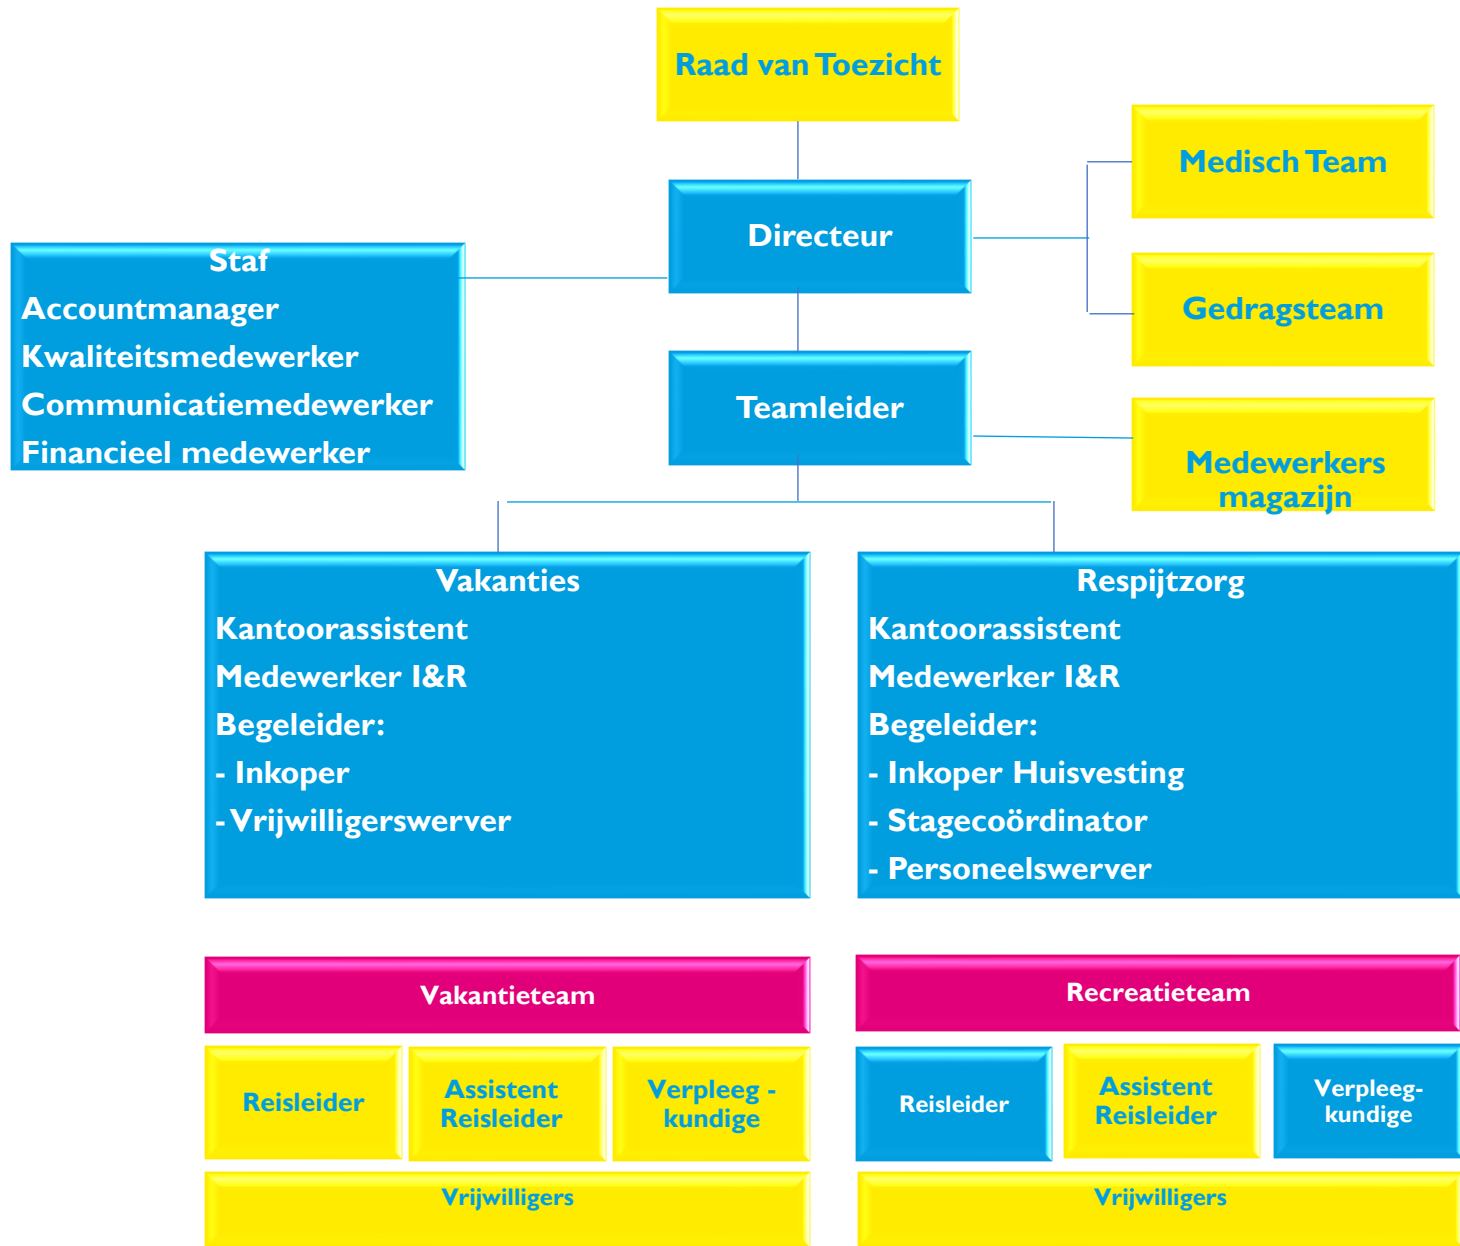 Raad van Toezicht
Medisch Team
Directeur
Gedragsteam
Staf
Accountmanager
Kwaliteitsmedewerker
Communicatiemedewerker
Financieel medewerker
Teamleider
Medewerkers
magazijn
Vakanties
Kantoorassistent
Medewerker I&R
Begeleider:
- Inkoper
- Vrijwilligerswerver
Respijtzorg
Kantoorassistent
Medewerker I&R
Begeleider:
- Inkoper Huisvesting
- Stagecoördinator
- Personeelswerver
Vakantieteam
Reisleider
Assistent
Reisleider
Verpleeg -
kundige
Vrijwilligers
Recreatieteam
Reisleider
Assistent
Reisleider
Verpleeg-
kundige
Vrijwilligers